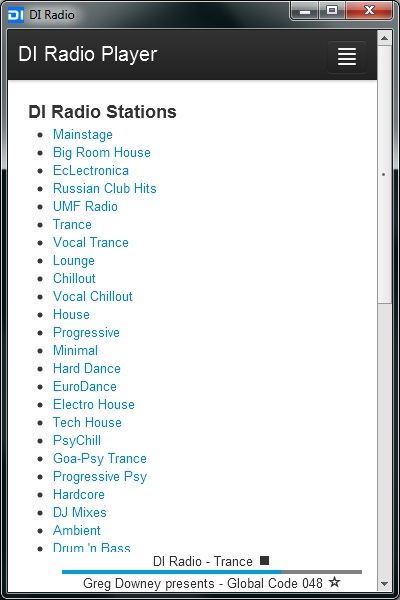 DI DI Radio
DI Radio Player
DI Radio Stations
Mainstage
Big Room House
EcLectronica
Russian Club Hits
UMF Radio
Trance
Vocal Trance
Lounge
Chillout
Vocal Chillout
House
Progressive
Minimal
Hard Dance
EuroDance
Electro House
Tech House
PsyChill
Goa-Psy Trance
Progressive Psy
Hardcore
DJ Mixes
Ambient
Drum 'n Bass
DI Radio - Trance
Greg Downey presents - Global Code 048